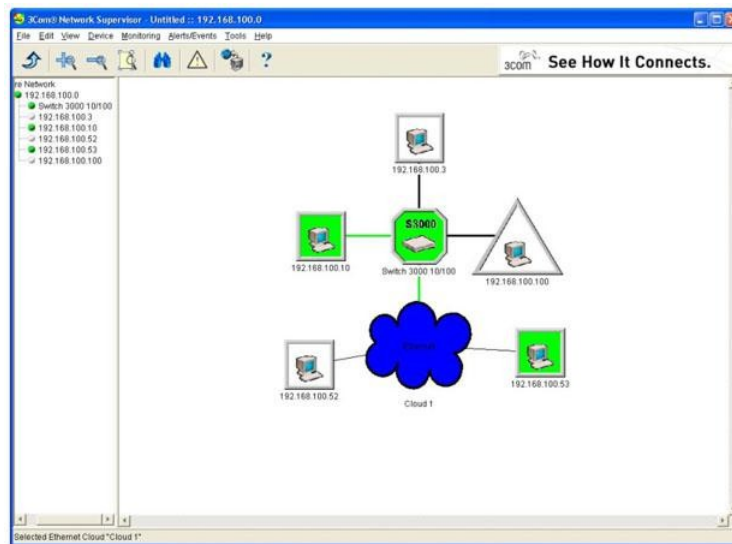 3Com® Network Supervisor - Untitled :: 192.168.100.0
File Edit View Device Monitoring Alerts/Events Tools Help
3com See How It Connects.
re Network
192.168.100.0
Switch 3000 10/100
192.168.100.3
192.168.100.10
192.168.100.52
192.168.100.53
192.168.100.100
192.168.100.3
S3000
192.168.100.10
Switch 3000 10/100
192.168.100.100
Ethernet
192.168.100.52
192.168.100.53
Cloud 1
Selected Ethernet Cloud "Cloud 1"